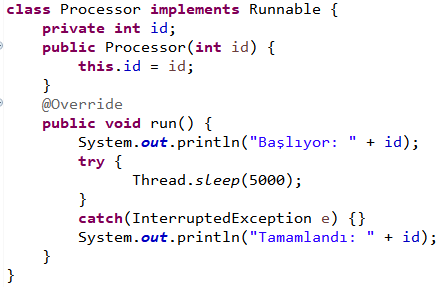 class Processor implements Runnable {
    private int id;
    public Processor(int id) {
        this.id = id;
    }
    @Override
    public void run() {
        System.out.println("Başlıyor: " + id);
        try {
              Thread.sleep(5000);
        }
        catch(InterruptedException e) {}
        System.out.println("Tamamlandı: " + id);
    }
}